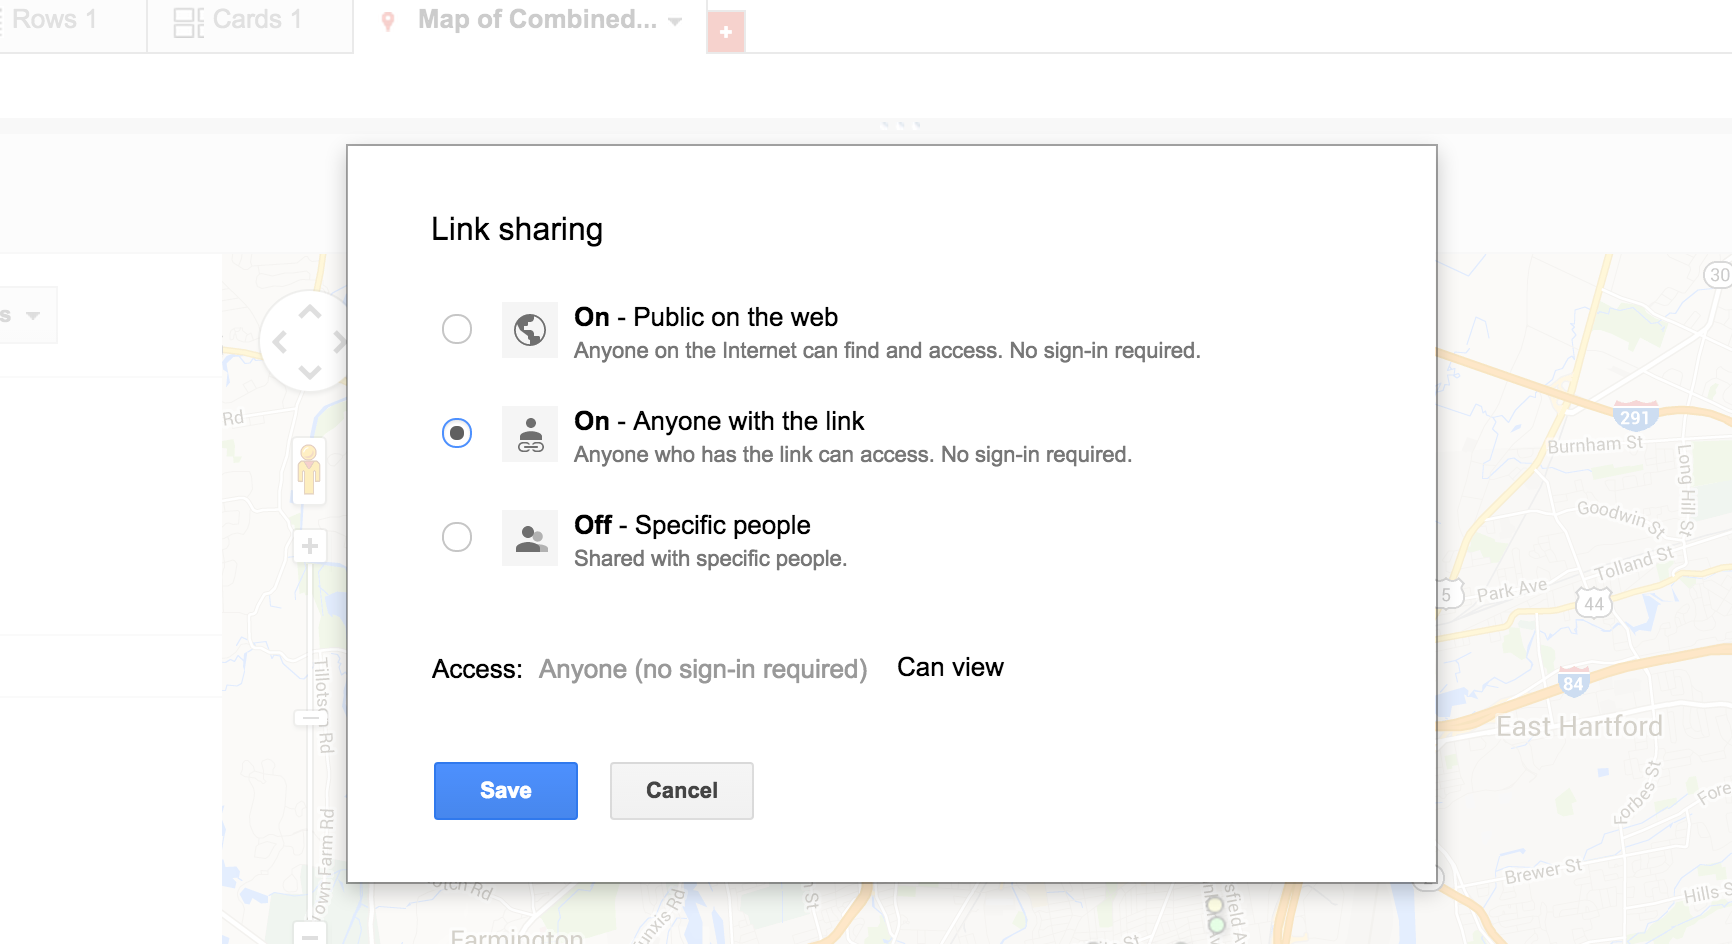 Rows 1
Cards 1
Map of Combined...
+
s
Link sharing
On - Public on the web
Anyone on the Internet can find and access. No sign-in required.
On - Anyone with the link
Anyone who has the link can access. No sign-in required.
Off - Specific people
Shared with specific people.
Access: Anyone (no sign-in required) Can view
Save
Cancel
30
291
Burnham St
Long Hill St
Goodwin St
Tolland St
Park Ave
5
44
84
East Hartford
Forbes St
Fore
Brewer St
Hills S
Rd
Tillotson Rd
Town Farm Rd
Farmington
St
St